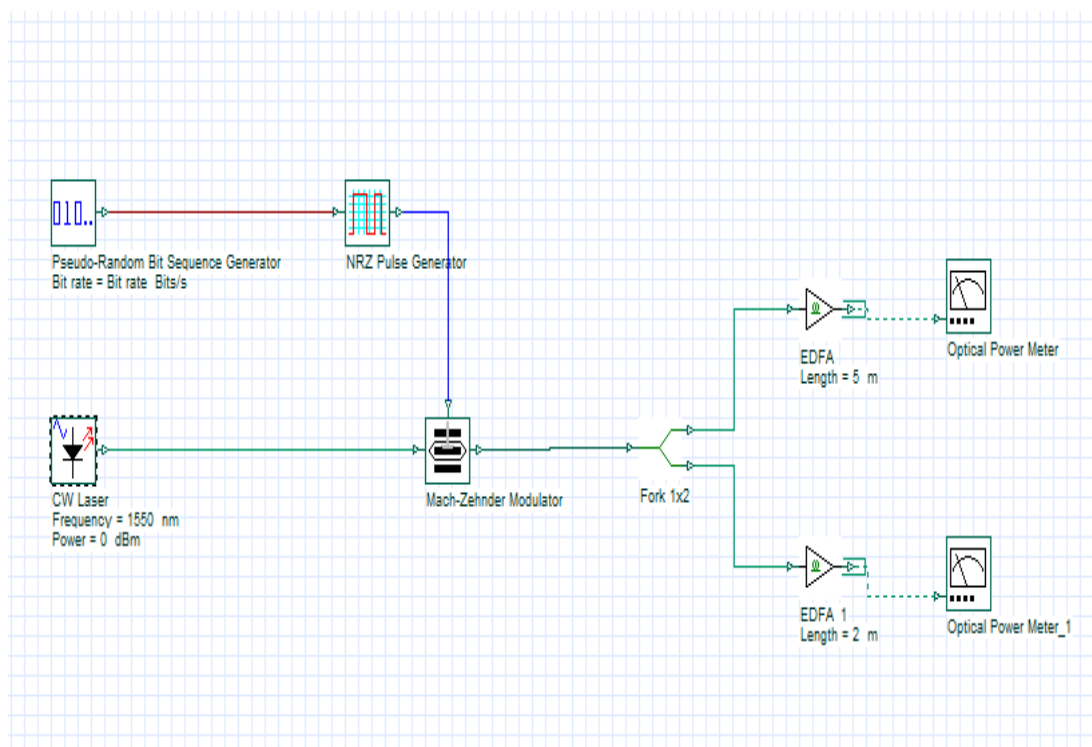 010..
Pseudo-Random Bit Sequence Generator
Bit rate = Bit rate Bits/s
NRZ Pulse Generator
EDFA
Length = 5 m
Optical Power Meter
CW Laser
Frequency = 1550 nm
Power = 0 dBm
Mach-Zehnder Modulator
Fork 1x2
EDFA 1
Length = 2 m
Optical Power Meter_1